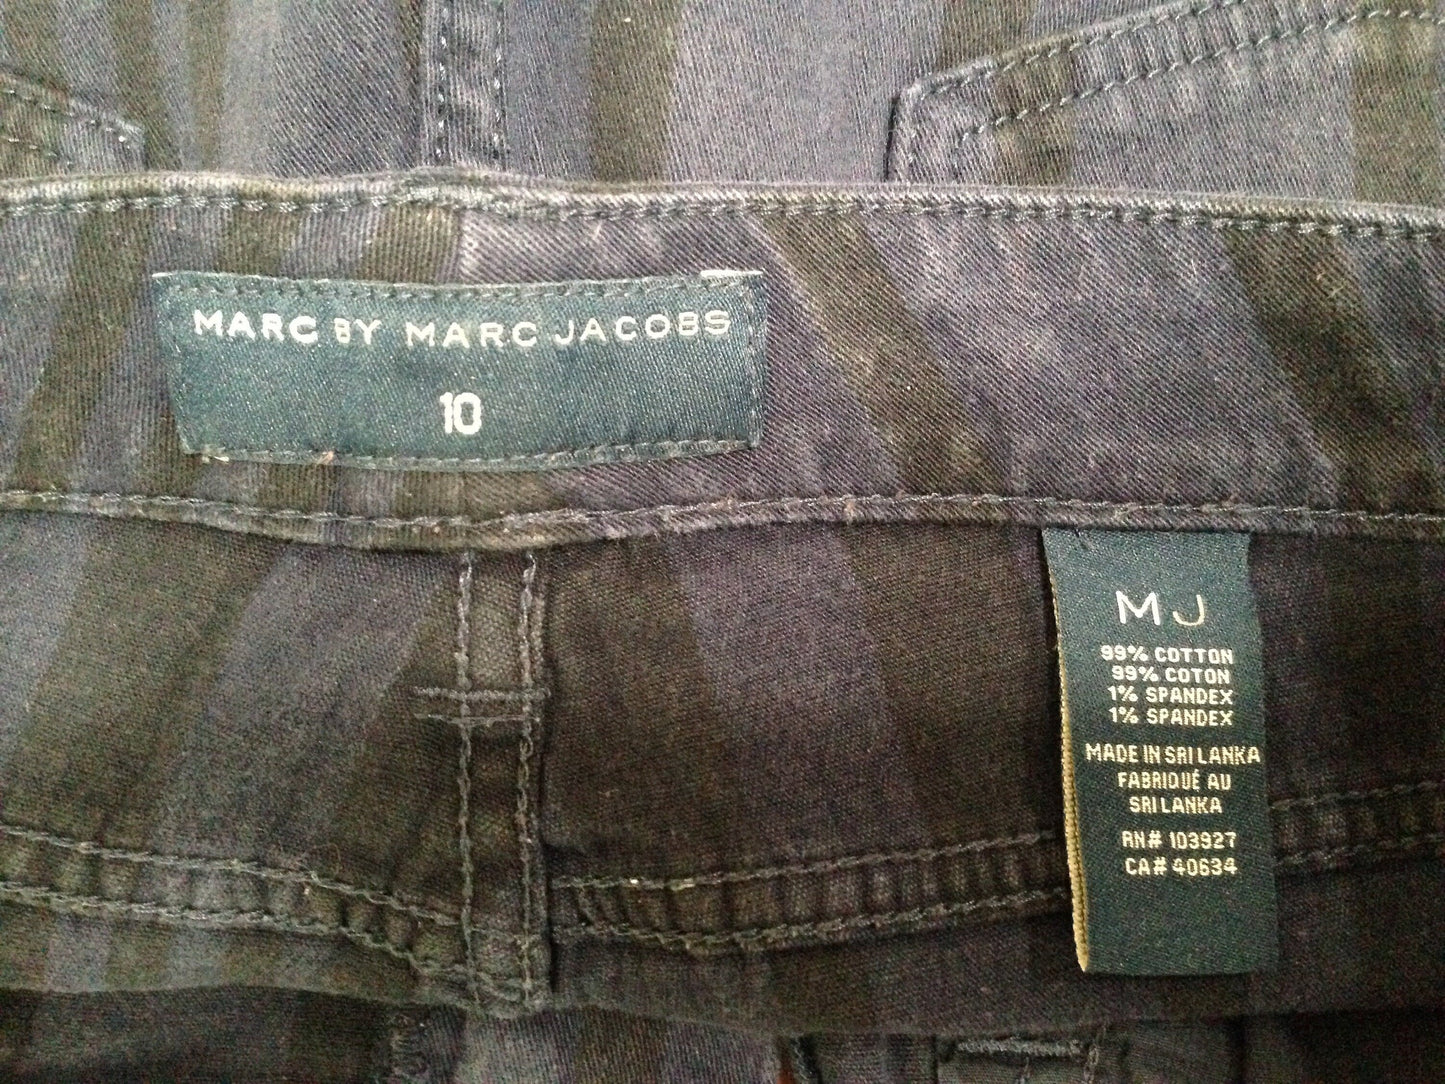 MARC BY MARC JACOBS
10
MJ
99% COTTON
99% COTON
1% SPANDEX
1% SPANDEX
MADE IN SRI LANKA
FABRIQUÉ AU
SRI LANKA
RN# 103927
CA# 40634